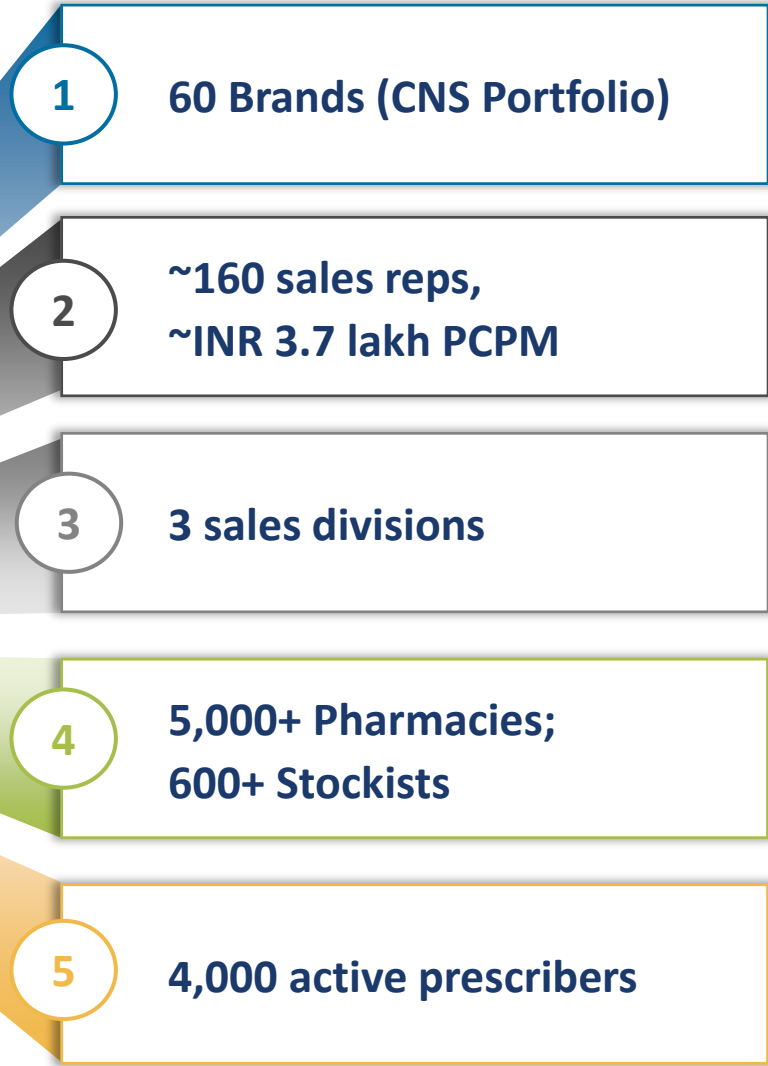 1
60 Brands (CNS Portfolio)
2
~160 sales reps,
~INR 3.7 lakh PCPM
3
3 sales divisions
4
5,000+ Pharmacies;
600+ Stockists
5
4,000 active prescribers